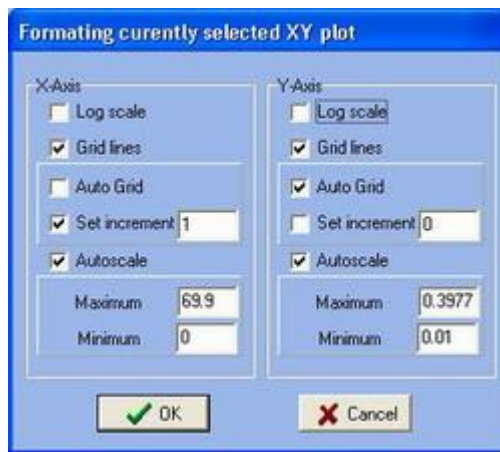 Formating curently selected XY plot
X-Axis
Log scale
Grid lines
Auto Grid
Set increment 1
Autoscale
Maximum 69.9
Minimum 0
Y-Axis
Log scale
Grid lines
Auto Grid
Set increment 0
Autoscale
Maximum 0.3977
Minimum 0.01
OK
Cancel